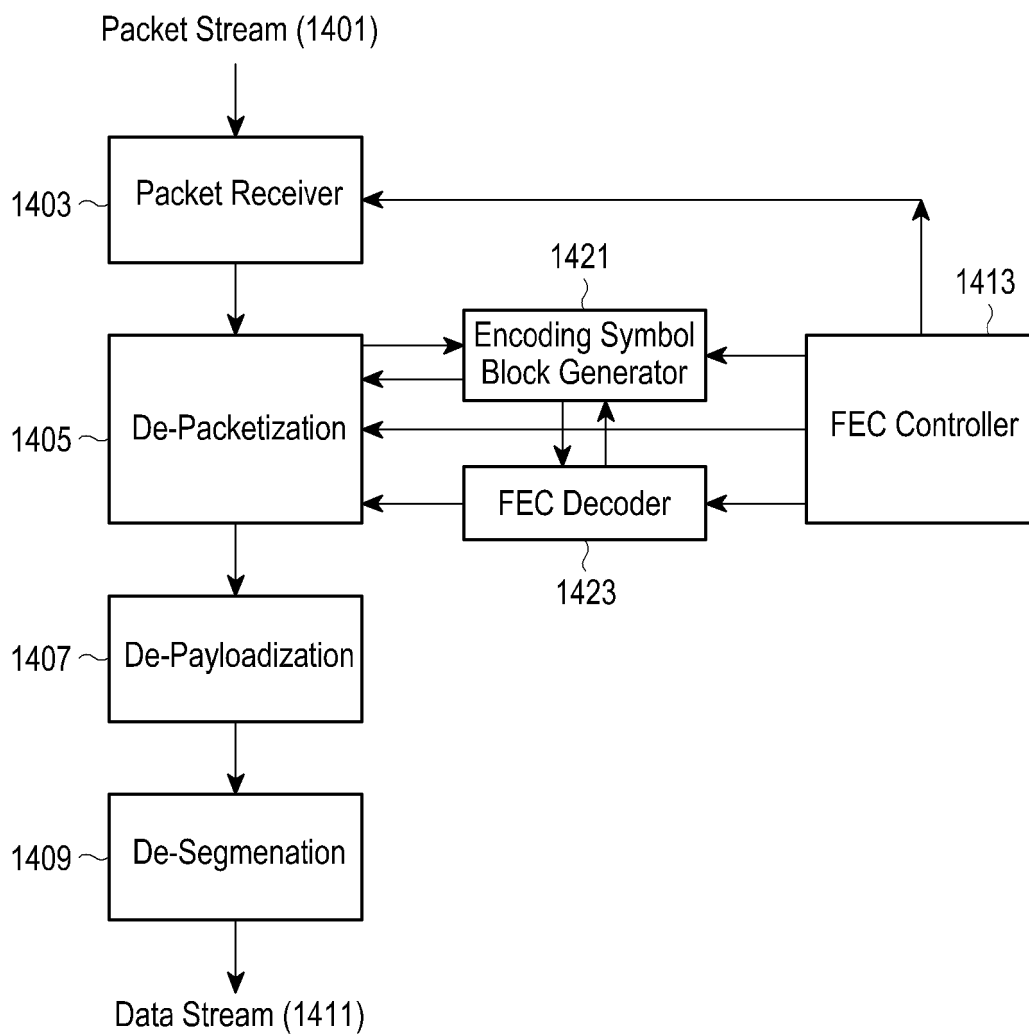 Packet Stream (1401)
1403
Packet Receiver
1421
1413
Encoding Symbol
Block Generator
1405
De-Packetization
FEC Controller
FEC Decoder
1423
1407
De-Payloadization
1409
De-Segmenation
Data Stream (1411)